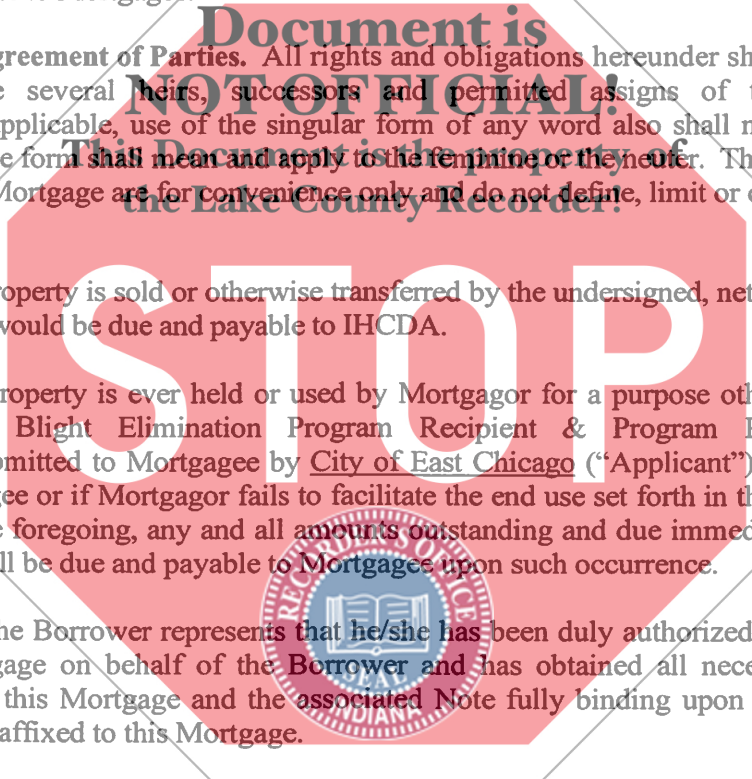 Document is
NOT OFFICIAL!
This Document is the property of
the Lake County Recorder!
STOP
greement of Parties. All rights and obligations hereunder sh
e several heirs, successors and permitted assigns of t
pplicable, use of the singular form of any word also shall m
e form shall mean and apply to the feminine or the neuter. Th
Mortgage are for convenience only and do not define, limit or
roperty is sold or otherwise transferred by the undersigned, net
would be due and payable to IHCDA.
roperty is ever held or used by Mortgagor for a purpose oth
Blight Elimination Program Recipient & Program
omitted to Mortgagee by City of East Chicago (“Applicant”)
gee or if Mortgagor fails to facilitate the end use set forth in th
e foregoing, any and all amounts outstanding and due immed
ll be due and payable to Mortgagee upon such occurrence.
he Borrower represents that he/she has been duly authorized
gage on behalf of the Borrower and has obtained all nece
this Mortgage and the associated Note fully binding upon
affixed to this Mortgage.
RECORDER'S OFFICE
SEAL
INDIANA